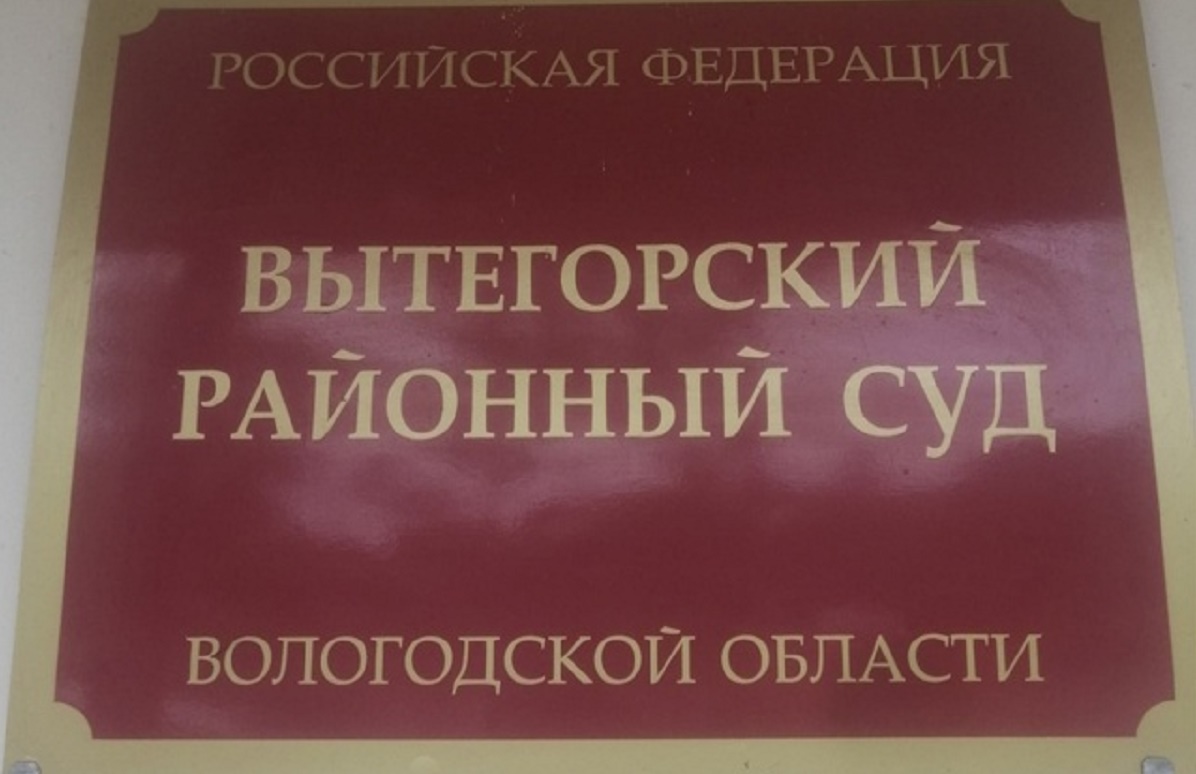 РОССИЙСКАЯ ФЕДЕРАЦИЯ
ВЫТЕГОРСКИЙ
РАЙОННЫЙ СУД
ВОЛОГОДСКОЙ ОБЛАСТИ